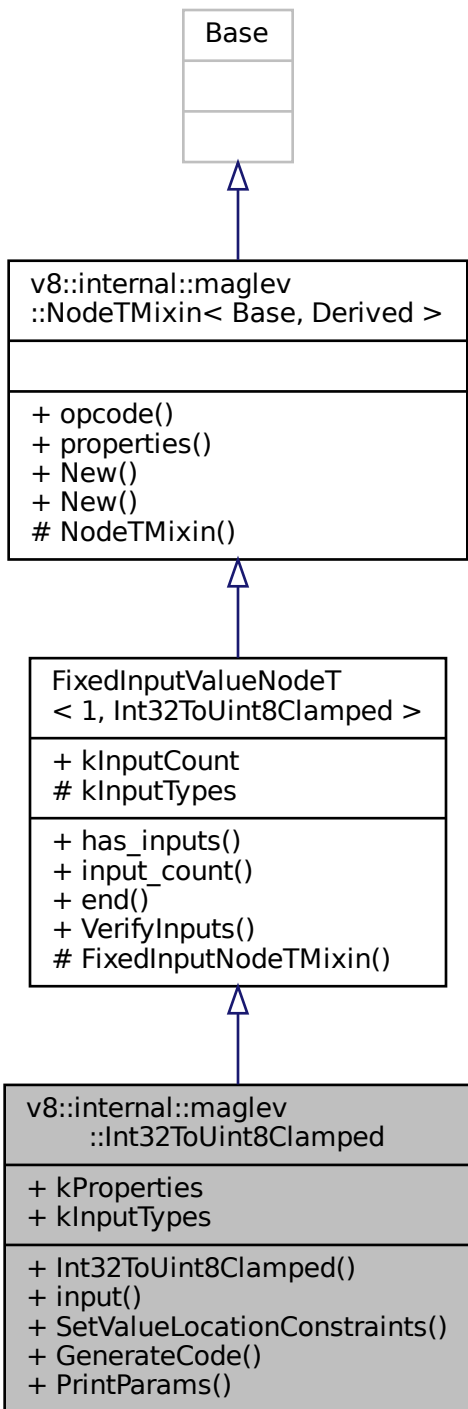 Base
v8::internal::maglev
::NodeTMixin< Base, Derived >
+ opcode()
+ properties()
+ New()
+ New()
# NodeTMixin()
FixedInputValueNodeT
< 1, Int32ToUint8Clamped >
+ kInputCount
# kInputTypes
+ has_inputs()
+ input_count()
+ end()
+ VerifyInputs()
# FixedInputNodeTMixin()
v8::internal::maglev
::Int32ToUint8Clamped
+ kProperties
+ kInputTypes
+ Int32ToUint8Clamped()
+ input()
+ SetValueLocationConstraints()
+ GenerateCode()
+ PrintParams()